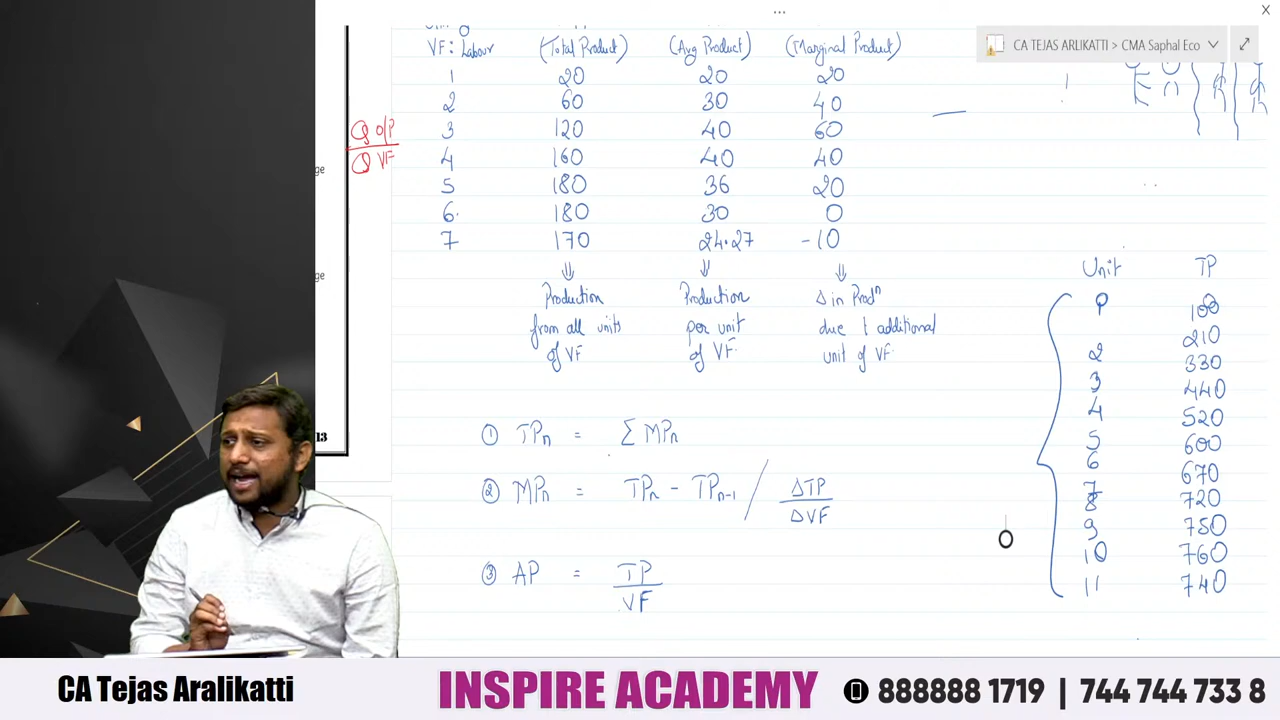 CA TEJAS ARLIKATTI > CMA Sapnal Eco
VF: Labour (Total Product) (Avg Product) (Marginal Product)
1 20 20 20
2 60 30 40
3 120 40 60
4 160 40 40
5 180 36 20
6 180 30 0
7 170 24.27 -10
Q O/P
Q VF
ge
ge
13
⇓ ⇓ ⇓
Production Production Δ in Prodⁿ
from all units per unit due 1 additional
of VF of VF unit of VF
① TPn = Σ MPn
② MPn = TPn - TPn-1 / ΔTP
ΔVF
③ AP = TP
VF
Unit TP
100
210
2 330
3 440
4 520
5 600
6 670
7
8 720
9 750
10 760
11 740
CA Tejas Aralikatti
INSPIRE ACADEMY
888888 1719 | 744 744 733 8